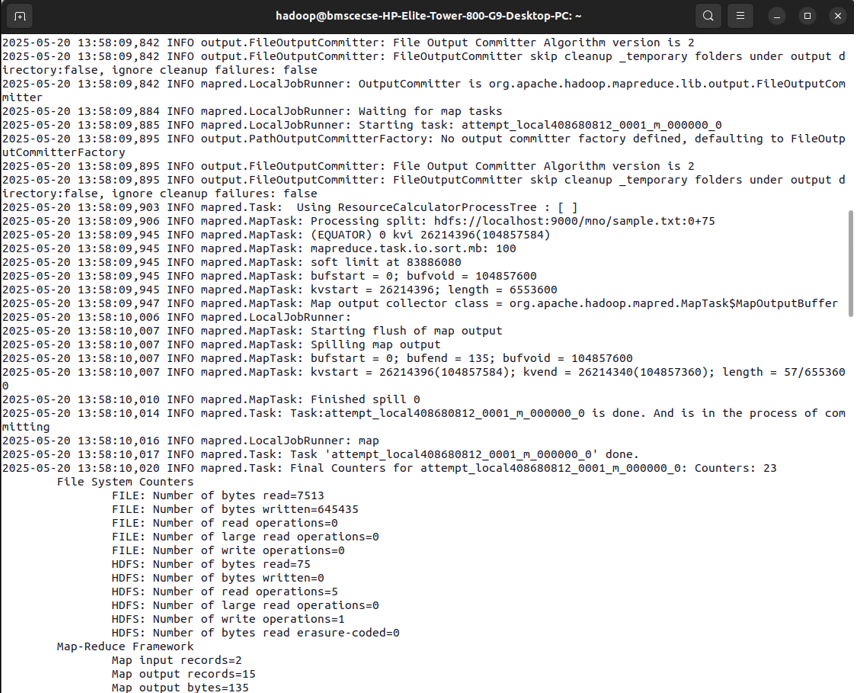 hadoop@bmscecse-HP-Elite-Tower-800-G9-Desktop-PC: ~
2025-05-20 13:58:09,842 INFO output.FileOutputCommitter: File Output Committer Algorithm version is 2
2025-05-20 13:58:09,842 INFO output.FileOutputCommitter: FileOutputCommitter skip cleanup _temporary folders under output d
irectory:false, ignore cleanup failures: false
2025-05-20 13:58:09,842 INFO mapred.LocalJobRunner: OutputCommitter is org.apache.hadoop.mapreduce.lib.output.FileOutputCom
mitter
2025-05-20 13:58:09,884 INFO mapred.LocalJobRunner: Waiting for map tasks
2025-05-20 13:58:09,885 INFO mapred.LocalJobRunner: Starting task: attempt_local408680812_0001_m_000000_0
2025-05-20 13:58:09,895 INFO output.PathOutputCommitterFactory: No output committer factory defined, defaulting to FileOutp
utCommitterFactory
2025-05-20 13:58:09,895 INFO output.FileOutputCommitter: File Output Committer Algorithm version is 2
2025-05-20 13:58:09,895 INFO output.FileOutputCommitter: FileOutputCommitter skip cleanup _temporary folders under output d
irectory:false, ignore cleanup failures: false
2025-05-20 13:58:09,903 INFO mapred.Task:  Using ResourceCalculatorProcessTree : [ ]
2025-05-20 13:58:09,906 INFO mapred.MapTask: Processing split: hdfs://localhost:9000/mno/sample.txt:0+75
2025-05-20 13:58:09,945 INFO mapred.MapTask: (EQUATOR) 0 kvi 26214396(104857584)
2025-05-20 13:58:09,945 INFO mapred.MapTask: mapreduce.task.io.sort.mb: 100
2025-05-20 13:58:09,945 INFO mapred.MapTask: soft limit at 83886080
2025-05-20 13:58:09,945 INFO mapred.MapTask: bufstart = 0; bufvoid = 104857600
2025-05-20 13:58:09,945 INFO mapred.MapTask: kvstart = 26214396; length = 6553600
2025-05-20 13:58:09,947 INFO mapred.MapTask: Map output collector class = org.apache.hadoop.mapred.MapTask$MapOutputBuffer
2025-05-20 13:58:10,006 INFO mapred.LocalJobRunner:
2025-05-20 13:58:10,007 INFO mapred.MapTask: Starting flush of map output
2025-05-20 13:58:10,007 INFO mapred.MapTask: Spilling map output
2025-05-20 13:58:10,007 INFO mapred.MapTask: bufstart = 0; bufend = 135; bufvoid = 104857600
2025-05-20 13:58:10,007 INFO mapred.MapTask: kvstart = 26214396(104857584); kvend = 26214340(104857360); length = 57/655360
0
2025-05-20 13:58:10,010 INFO mapred.MapTask: Finished spill 0
2025-05-20 13:58:10,014 INFO mapred.Task: Task:attempt_local408680812_0001_m_000000_0 is done. And is in the process of com
mitting
2025-05-20 13:58:10,016 INFO mapred.LocalJobRunner: map
2025-05-20 13:58:10,017 INFO mapred.Task: Task 'attempt_local408680812_0001_m_000000_0' done.
2025-05-20 13:58:10,020 INFO mapred.Task: Final Counters for attempt_local408680812_0001_m_000000_0: Counters: 23
File System Counters
FILE: Number of bytes read=7513
FILE: Number of bytes written=645435
FILE: Number of read operations=0
FILE: Number of large read operations=0
FILE: Number of write operations=0
HDFS: Number of bytes read=75
HDFS: Number of bytes written=0
HDFS: Number of read operations=5
HDFS: Number of large read operations=0
HDFS: Number of write operations=1
HDFS: Number of bytes read erasure-coded=0
Map-Reduce Framework
Map input records=2
Map output records=15
Map output bytes=135